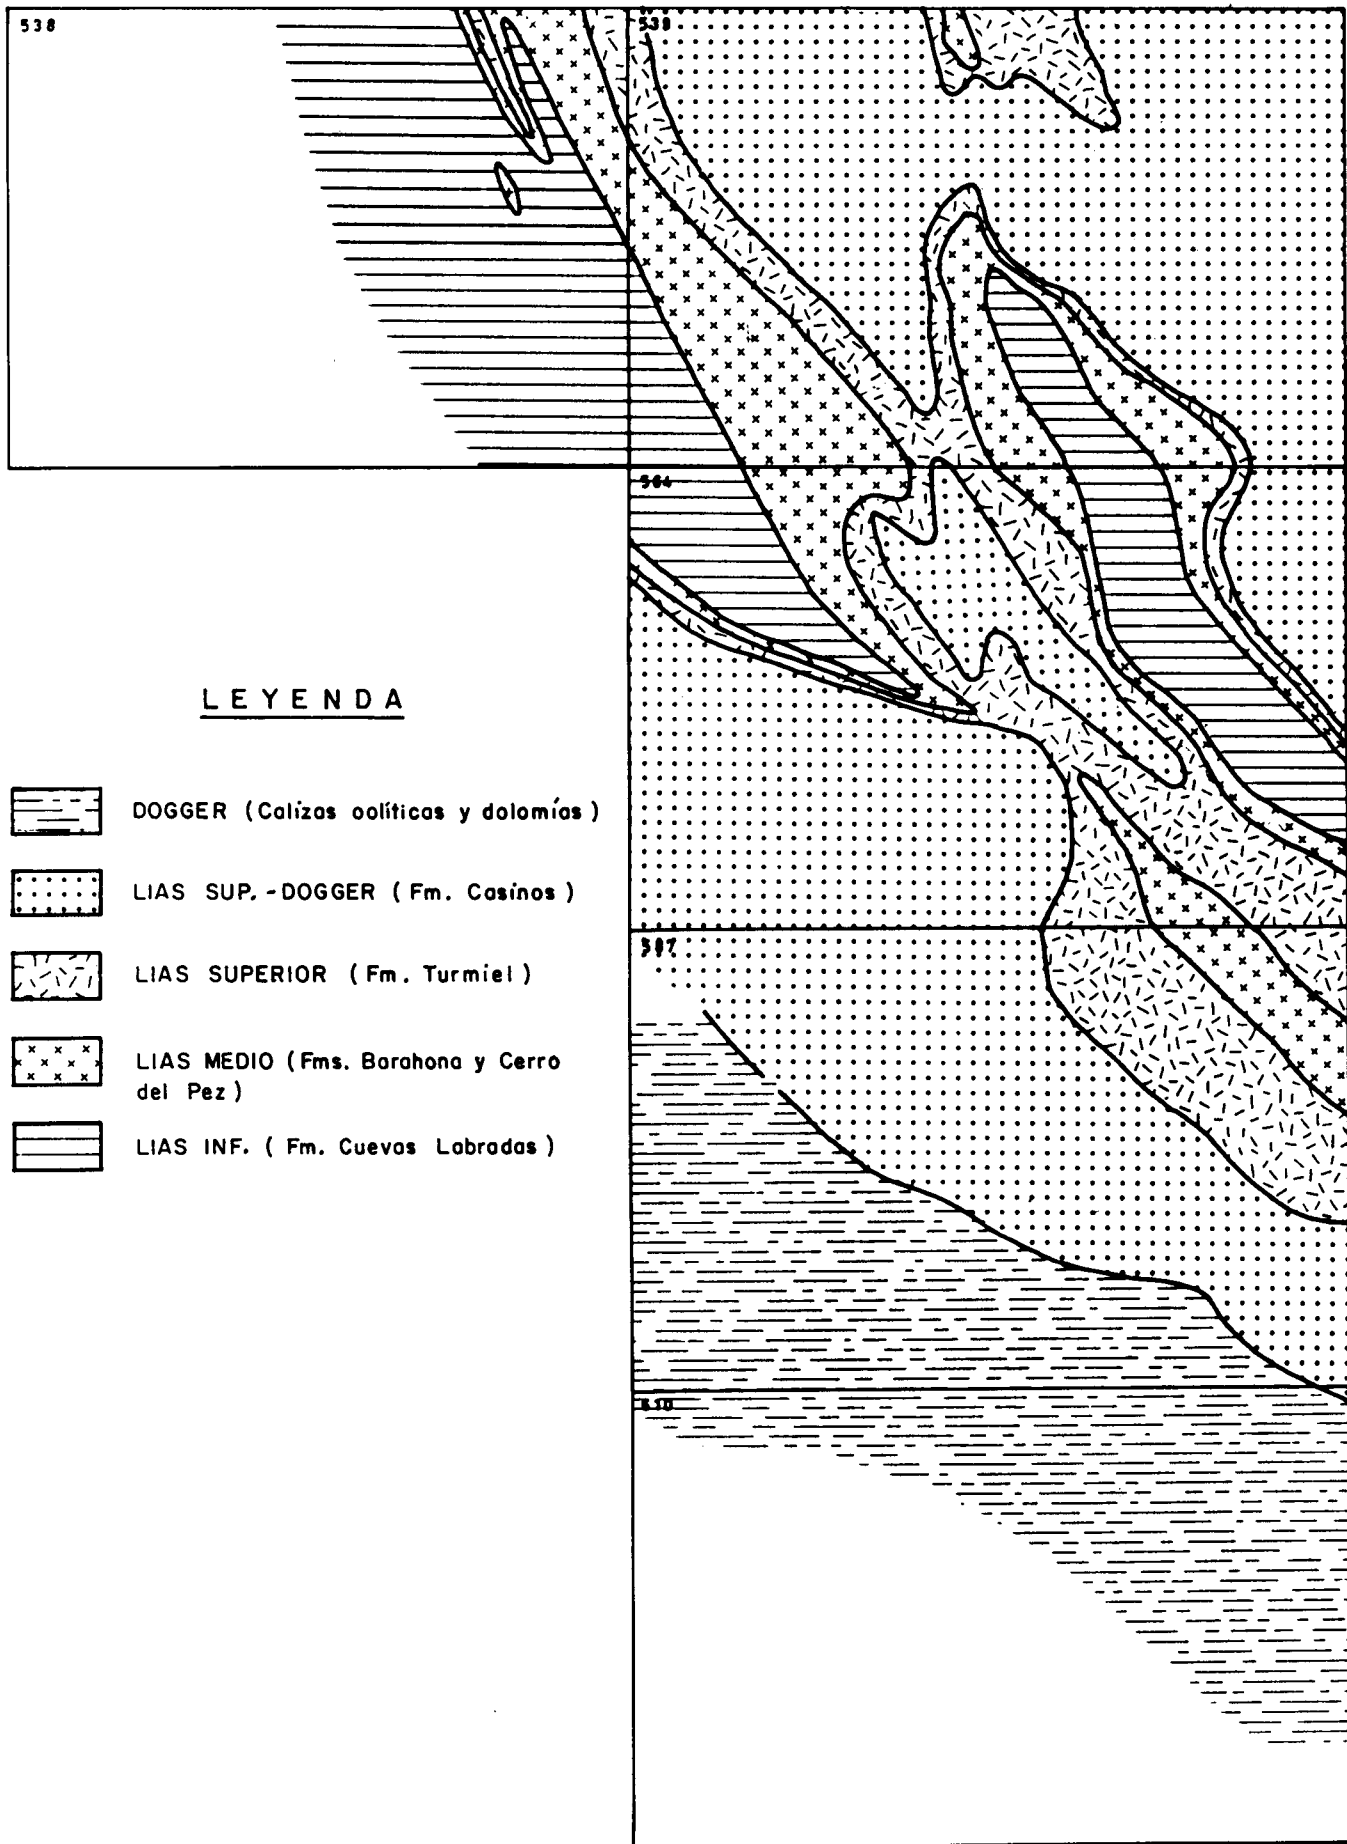 538
539
564
587
610
LEYENDA
DOGGER (Calizas oolíticas y dolomías)
LIAS SUP.-DOGGER (Fm. Casinos)
LIAS SUPERIOR (Fm. Turmiel)
LIAS MEDIO (Fms. Barahona y Cerro
del Pez)
LIAS INF. (Fm. Cuevas Labradas)